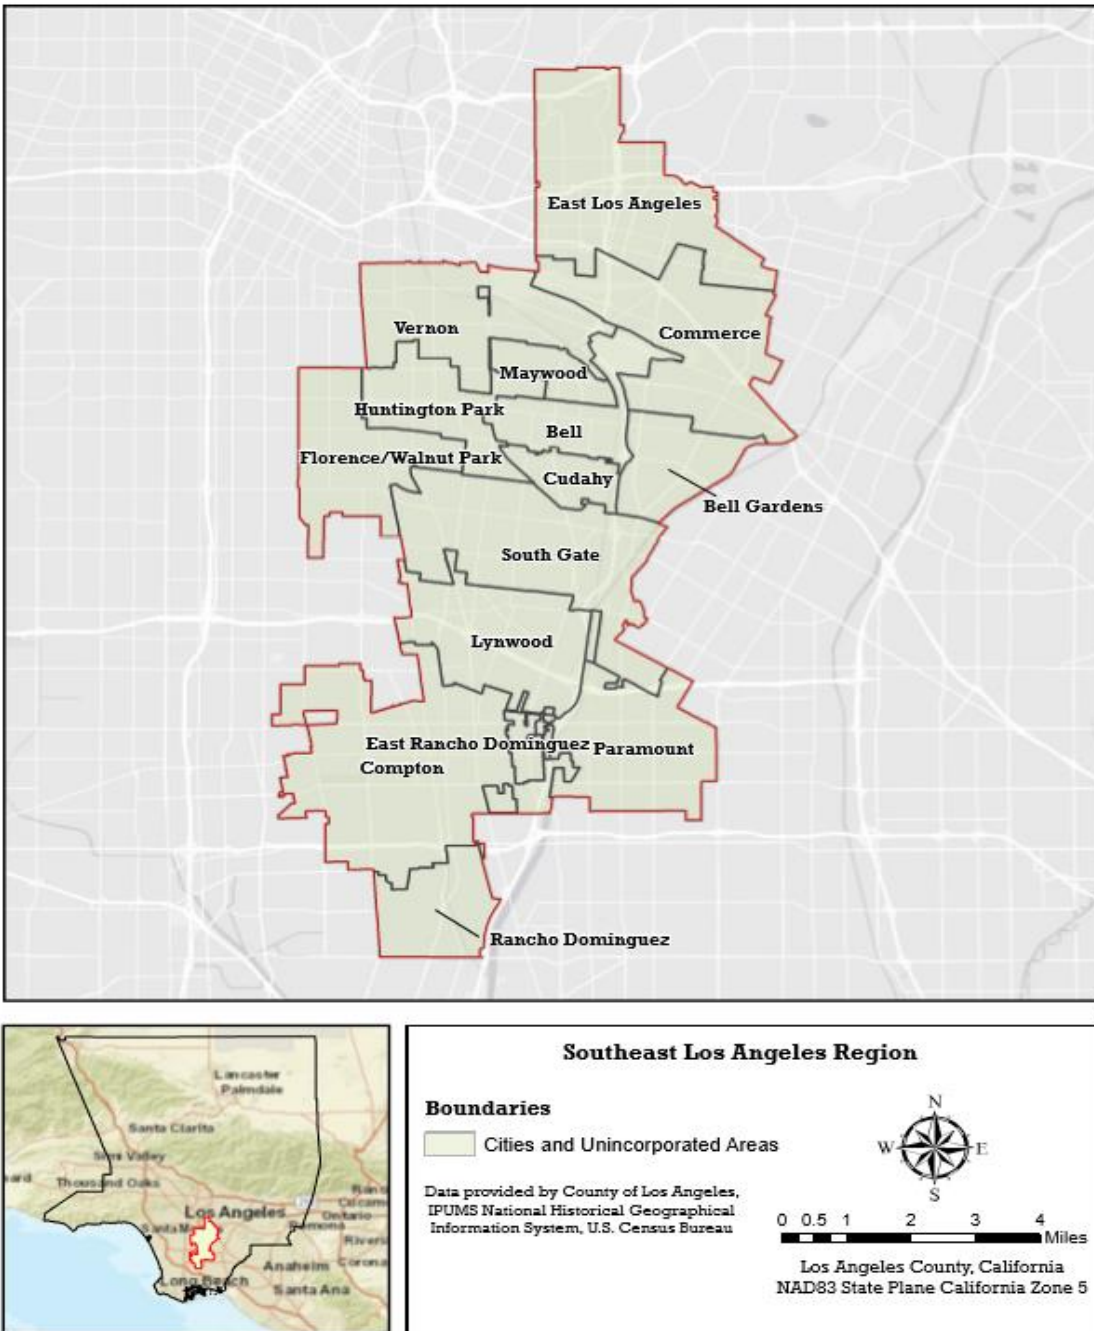 East Los Angeles
Vernon
Commerce
Maywood
Huntington Park
Bell
Florence/Walnut Park
Cudahy
Bell Gardens
South Gate
Lynwood
East Rancho Dominguez
Paramount
Compton
Rancho Dominguez
Lancaster
Palmdale
Santa Clarita
Simi Valley
Thousand Oaks
Los Angeles
Santa M
Pomona
Ontario
Long Beach
Anaheim
Corona
Santa Ana
Southeast Los Angeles Region
Boundaries
Cities and Unincorporated Areas
Data provided by County of Los Angeles,
IPUMS National Historical Geographical
Information System, U.S. Census Bureau
N
W
E
S
0 0.5 1 2 3 4
Miles
Los Angeles County, California
NAD83 State Plane California Zone 5